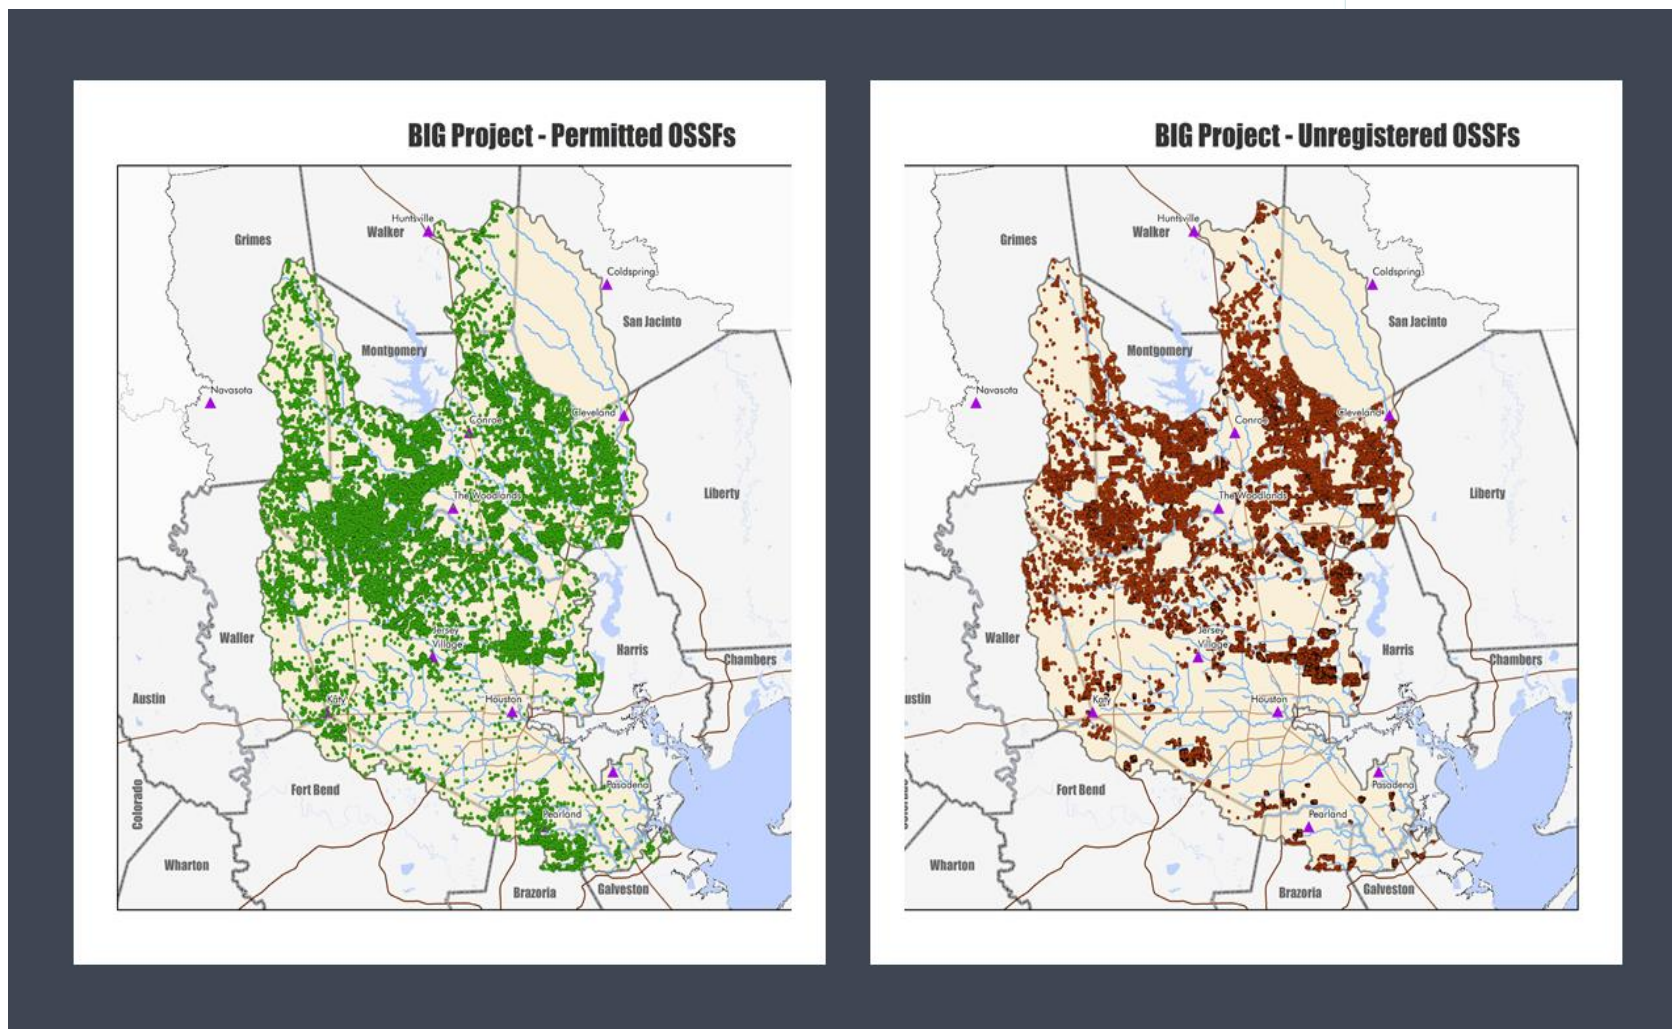 BIG Project - Permitted OSSFs
Huntsville
Walker
Grimes
Coldspring
San Jacinto
Montgomery
Navasota
Conroe
Cleveland
The Woodlands
Liberty
Jersey
Village
Waller
Harris
Chambers
Austin
Katy
Houston
Pasadena
Fort Bend
Colorado
Pearland
Wharton
Brazoria
Galveston
BIG Project - Unregistered OSSFs
Huntsville
Walker
Grimes
Coldspring
San Jacinto
Montgomery
Navasota
Conroe
Cleveland
The Woodlands
Liberty
Jersey
Village
Waller
Harris
Chambers
ustin
Katy
Houston
Pasadena
Fort Bend
Pearland
Wharton
Brazoria
Galveston